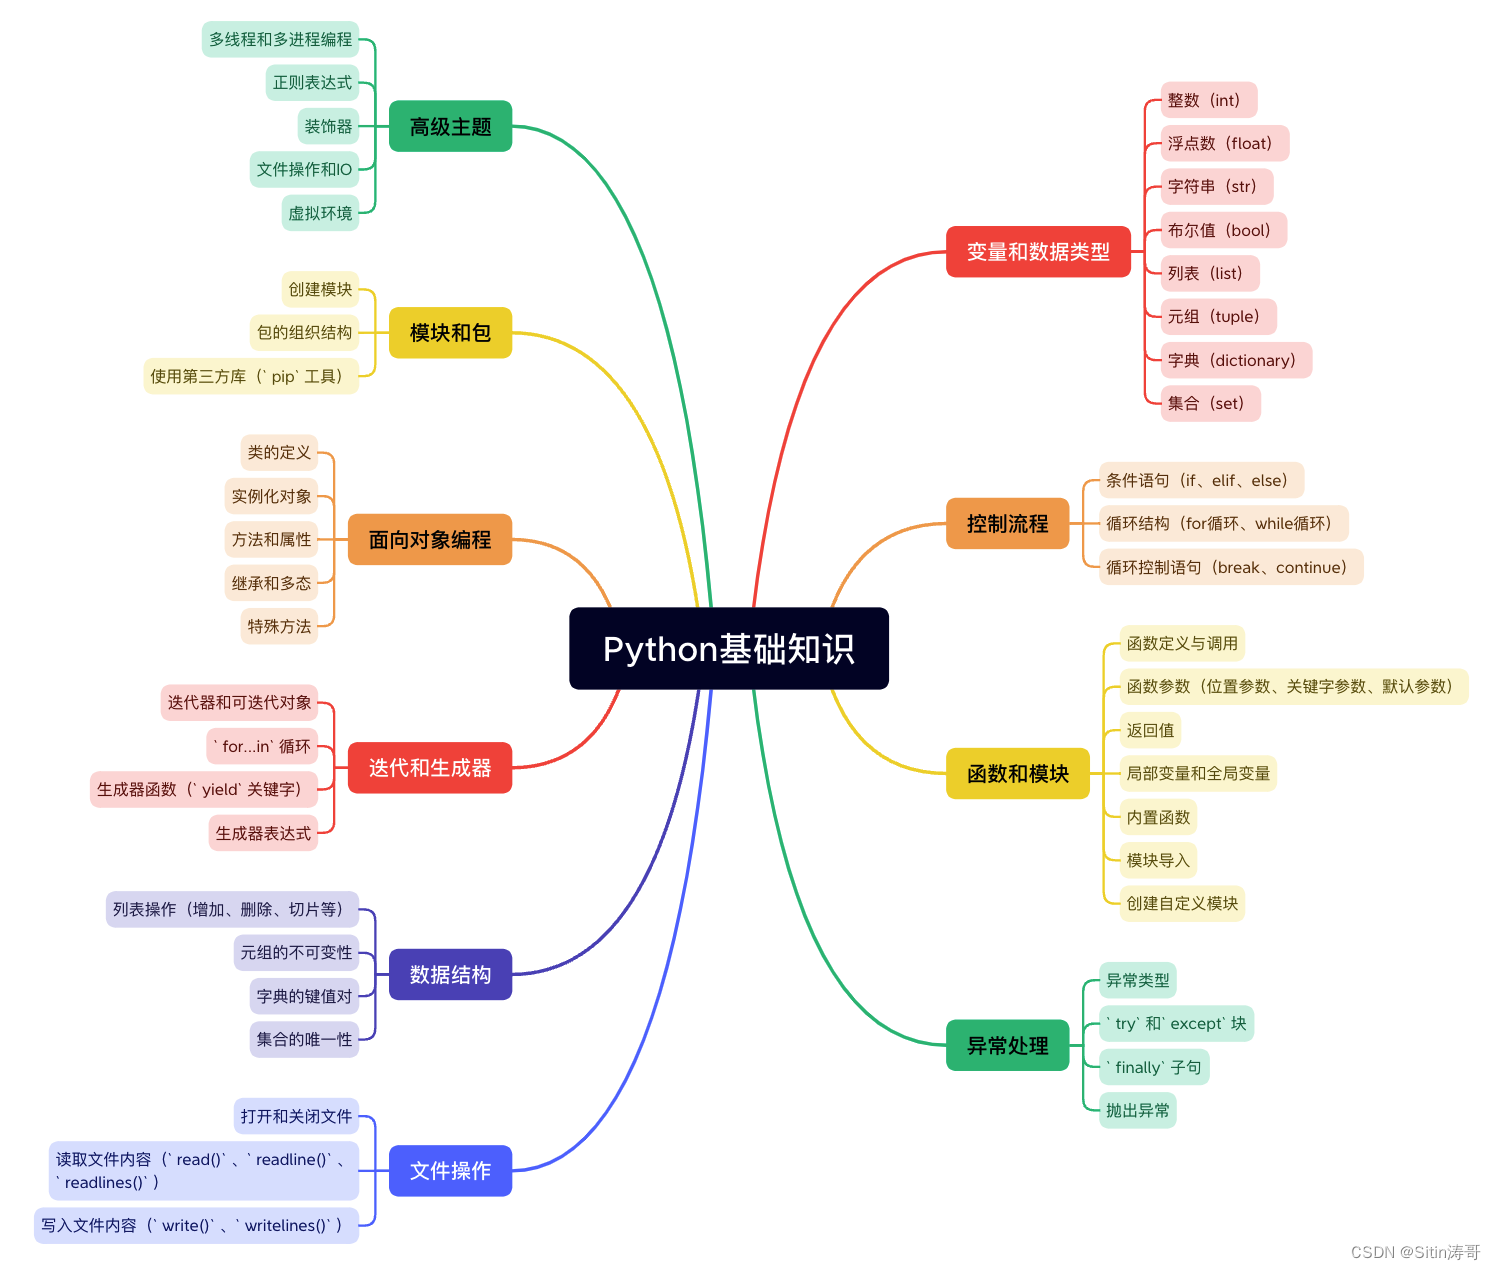 Python基础知识
变量和数据类型
整数（int）
浮点数（float）
字符串（str）
布尔值（bool）
列表（list）
元组（tuple）
字典（dictionary）
集合（set）
控制流程
条件语句（if、elif、else）
循环结构（for循环、while循环）
循环控制语句（break、continue）
函数和模块
函数定义与调用
函数参数（位置参数、关键字参数、默认参数）
返回值
局部变量和全局变量
内置函数
模块导入
创建自定义模块
异常处理
异常类型
` try` 和` except` 块
` finally` 子句
抛出异常
高级主题
多线程和多进程编程
正则表达式
装饰器
文件操作和IO
虚拟环境
模块和包
创建模块
包的组织结构
使用第三方库（` pip` 工具）
面向对象编程
类的定义
实例化对象
方法和属性
继承和多态
特殊方法
迭代和生成器
迭代器和可迭代对象
` for...in` 循环
生成器函数（` yield` 关键字）
生成器表达式
数据结构
列表操作（增加、删除、切片等）
元组的不可变性
字典的键值对
集合的唯一性
文件操作
打开和关闭文件
读取文件内容（` read()` 、` readline()` 、
` readlines()` ）
写入文件内容（` write()` 、` writelines()` ）
CSDN @Sitin涛哥